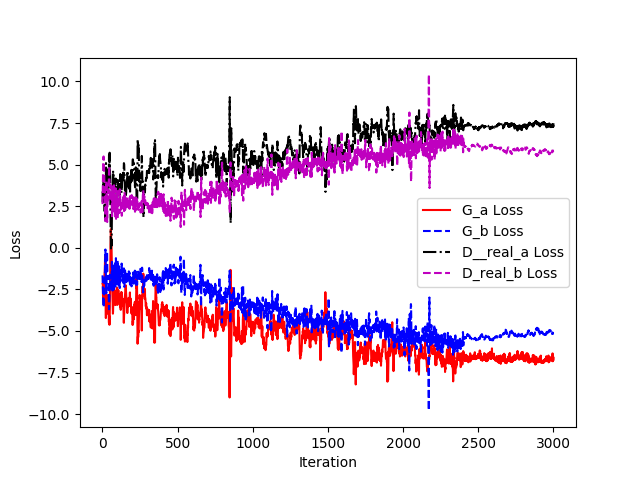 10.0
7.5
5.0
2.5
0.0
−2.5
−5.0
−7.5
−10.0
Loss
G_a Loss
G_b Loss
D__real_a Loss
D_real_b Loss
0 500 1000 1500 2000 2500 3000
Iteration